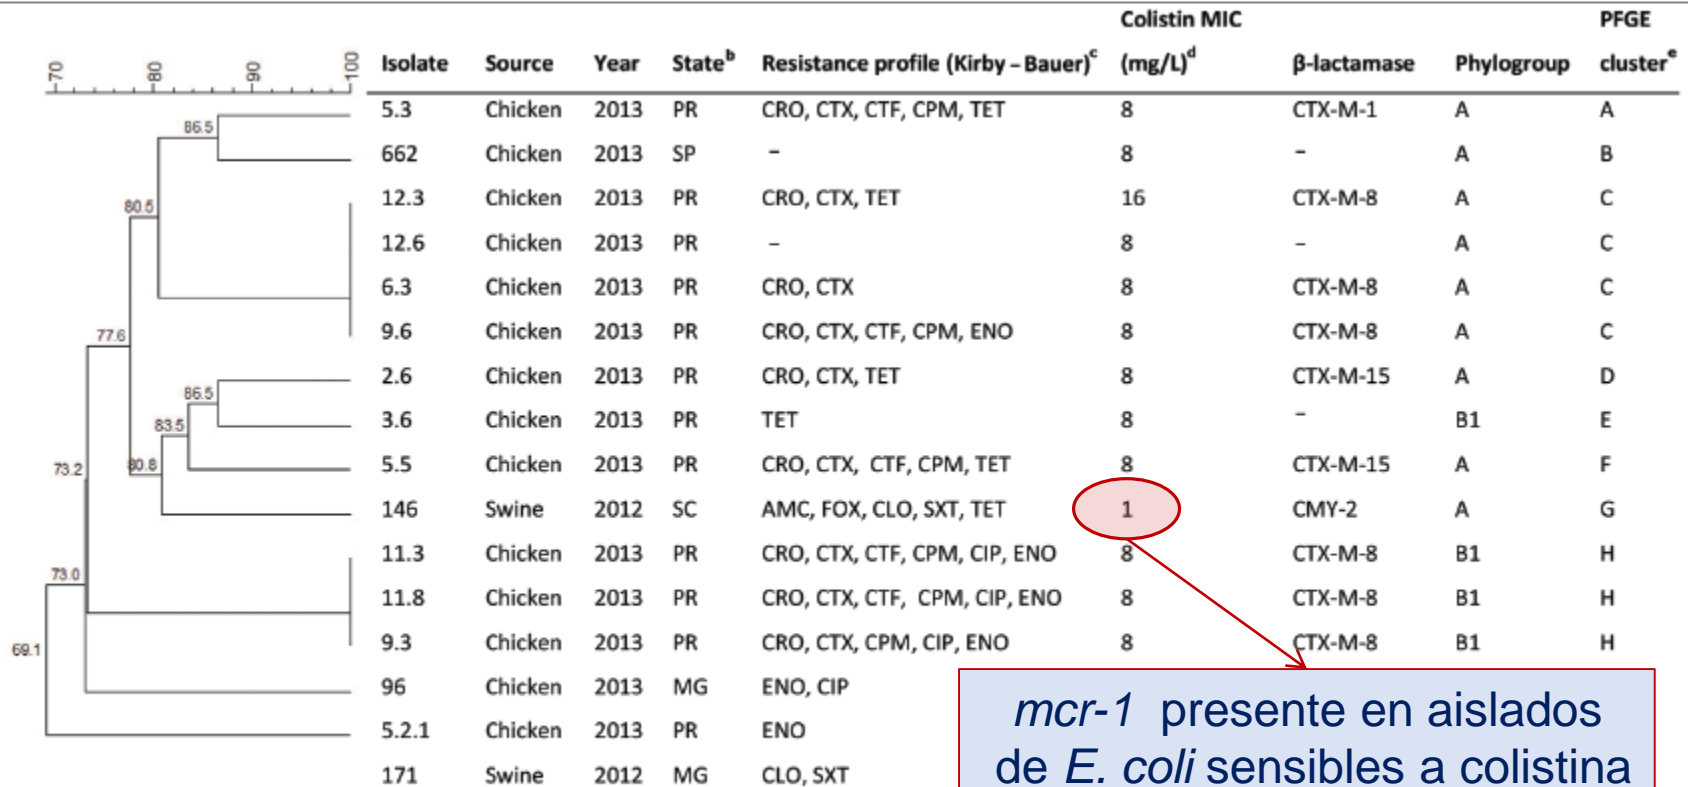 Colistin MIC PFGE
70 80 90 100 Isolate Source Year State^b Resistance profile (Kirby – Bauer)^c (mg/L)^d β-lactamase Phylogroup cluster^e
5.3 Chicken 2013 PR CRO, CTX, CTF, CPM, TET 8 CTX-M-1 A A
86.5
662 Chicken 2013 SP – 8 – A B
12.3 Chicken 2013 PR CRO, CTX, TET 16 CTX-M-8 A C
80.5
12.6 Chicken 2013 PR – 8 – A C
6.3 Chicken 2013 PR CRO, CTX 8 CTX-M-8 A C
9.6 Chicken 2013 PR CRO, CTX, CTF, CPM, ENO 8 CTX-M-8 A C
77.6
2.6 Chicken 2013 PR CRO, CTX, TET 8 CTX-M-15 A D
86.5
3.6 Chicken 2013 PR TET 8 – B1 E
83.5
5.5 Chicken 2013 PR CRO, CTX, CTF, CPM, TET 8 CTX-M-15 A F
73.2 80.8
146 Swine 2012 SC AMC, FOX, CLO, SXT, TET 1 CMY-2 A G
11.3 Chicken 2013 PR CRO, CTX, CTF, CPM, CIP, ENO 8 CTX-M-8 B1 H
73.0
11.8 Chicken 2013 PR CRO, CTX, CTF, CPM, CIP, ENO 8 CTX-M-8 B1 H
9.3 Chicken 2013 PR CRO, CTX, CPM, CIP, ENO 8 CTX-M-8 B1 H
69.1
96 Chicken 2013 MG ENO, CIP
5.2.1 Chicken 2013 PR ENO
171 Swine 2012 MG CLO, SXT
mcr-1 presente en aislados
de E. coli sensibles a colistina